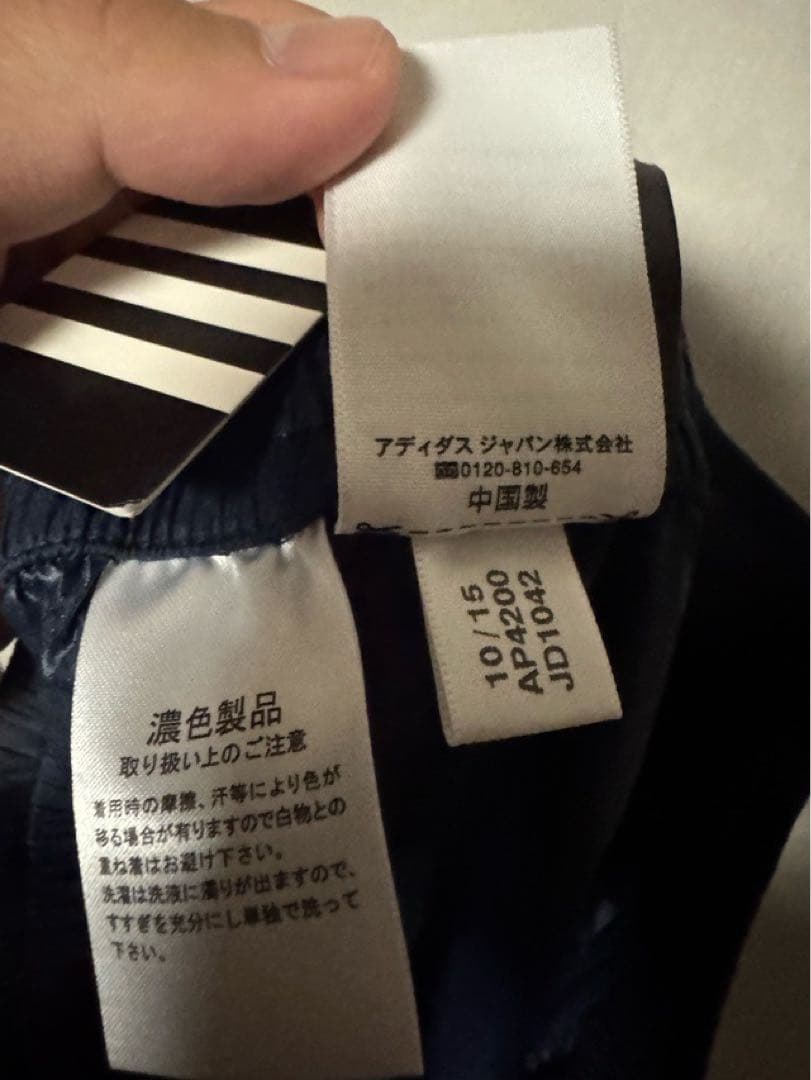 アディダス ジャパン株式会社
☎0120-810-654
中国製
10/15
AP4200
JD1042
濃色製品
取り扱い上のご注意
着用時の摩擦、汗等により色が
移る場合が有りますので白物との
重ね着はお避け下さい。
洗濯は洗液に濁りが出ますので、
すすぎを充分にし単独で洗って
下さい。